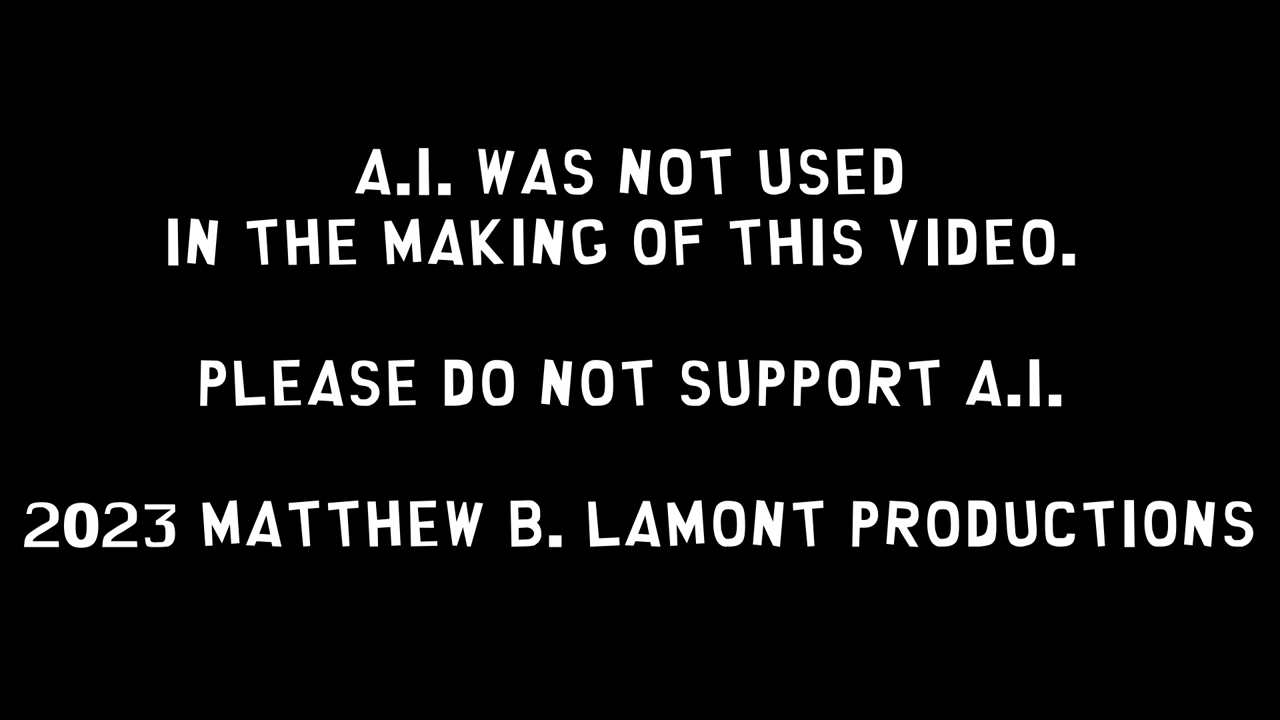 A.I. WAS NOT USED
IN THE MAKING OF THIS VIDEO.
PLEASE DO NOT SUPPORT A.I.
2023 MATTHEW B. LAMONT PRODUCTIONS